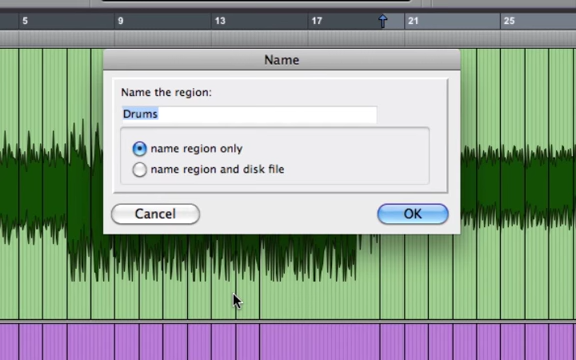 5 9 13 17 21 25
Name
Name the region:
Drums
name region only
name region and disk file
Cancel OK